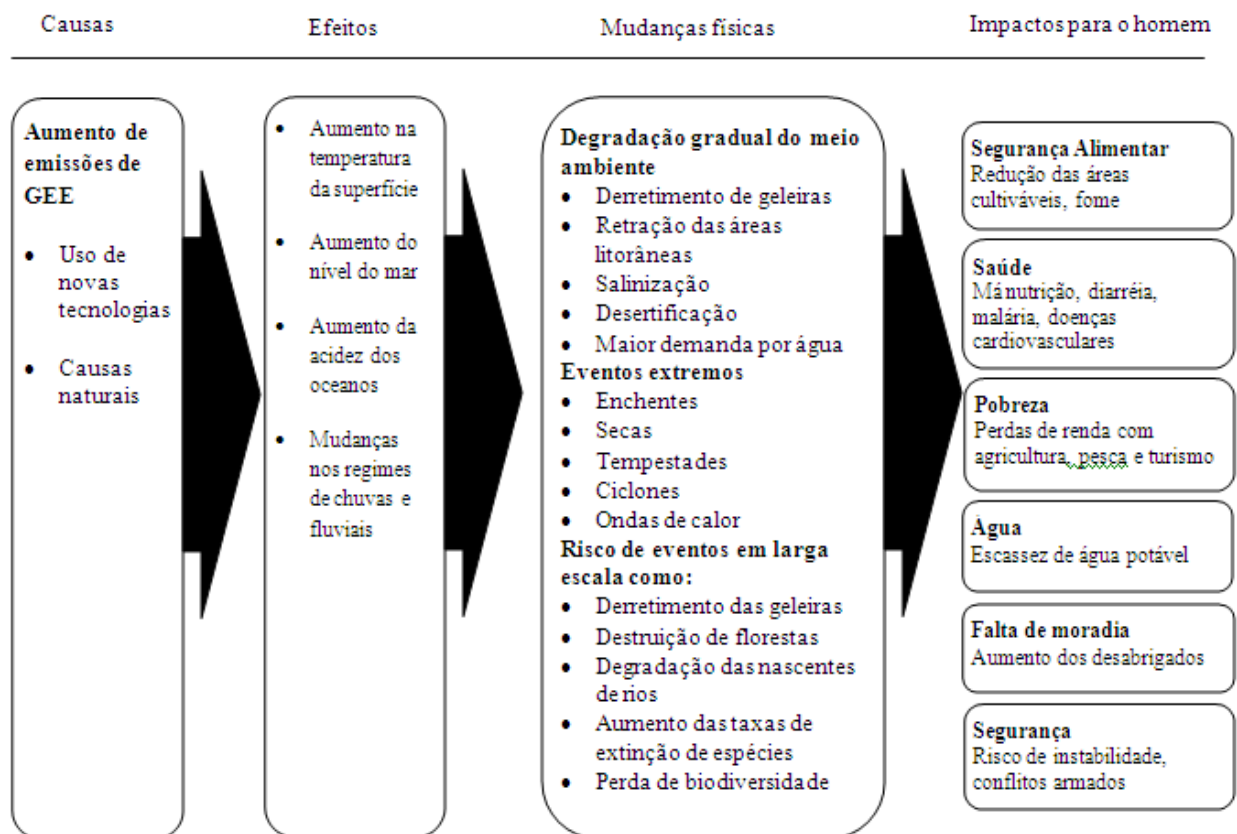 Causas
Efeitos
Mudanças físicas
Impactos para o homem
Aumento de
emissões de
GEE
• Uso de
novas
tecnologias
• Causas
naturais
• Aumento na
temperatura
da superfície
• Aumento do
nível do mar
• Aumento da
acidez dos
oceanos
• Mudanças
nos regimes
de chuvas e
fluviais
Degradação gradual do meio
ambiente
• Derretimento de geleiras
• Retração das áreas
litorâneas
• Salinização
• Desertificação
• Maior demanda por água
Eventos extremos
• Enchentes
• Secas
• Tempestades
• Ciclones
• Ondas de calor
Risco de eventos em larga
escala como:
• Derretimento das geleiras
• Destruição de florestas
• Degradação das nascentes
de rios
• Aumento das taxas de
extinção de espécies
• Perda de biodiversidade
Segurança Alimentar
Redução das áreas
cultiváveis, fome
Saúde
Má nutrição, diarréia,
malária, doenças
cardiovasculares
Pobreza
Perdas de renda com
agricultura, pesca e turismo
Água
Escassez de água potável
Falta de moradia
Aumento dos desabrigados
Segurança
Risco de instabilidade,
conflitos armados